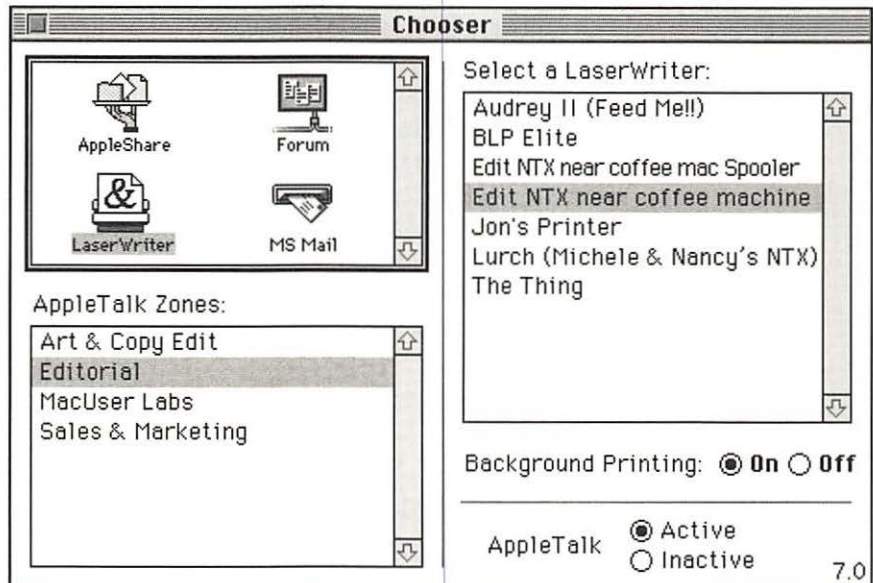 Chooser
AppleShare
Forum
&
LaserWriter
MS Mail
AppleTalk Zones:
Art & Copy Edit
Editorial
MacUser Labs
Sales & Marketing
Select a LaserWriter:
Audrey II (Feed Me!!)
BLP Elite
Edit NTX near coffee mac Spooler
Edit NTX near coffee machine
Jon's Printer
Lurch (Michele & Nancy's NTX)
The Thing
Background Printing: On Off
AppleTalk Active
Inactive
7.0